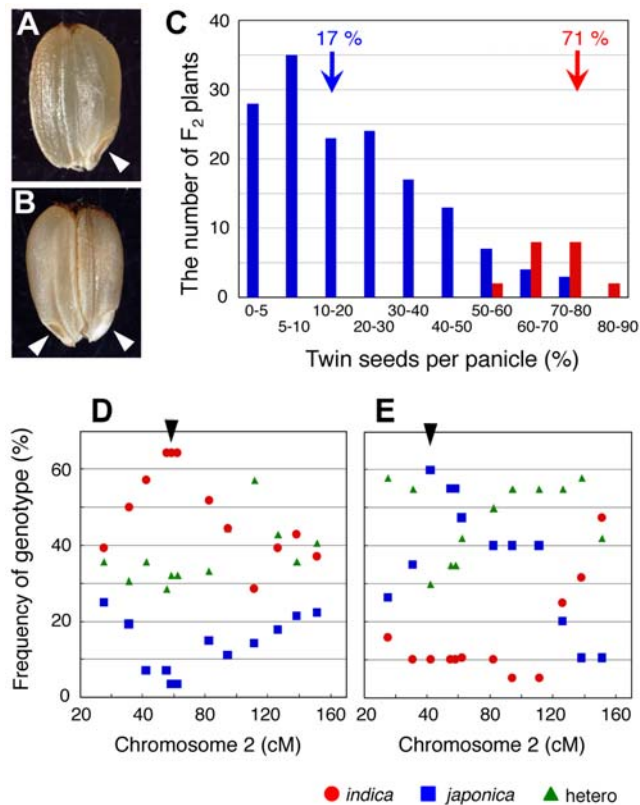 A
B
C
17 %
71 %
The number of F2 plants
40
30
20
10
0
0-5
5-10
10-20
20-30
30-40
40-50
50-60
60-70
70-80
80-90
Twin seeds per panicle (%)
D
E
Frequency of genotype (%)
60
40
20
0
20
40
80
120
160
Chromosome 2 (cM)
20
40
80
120
160
Chromosome 2 (cM)
indica
japonica
hetero